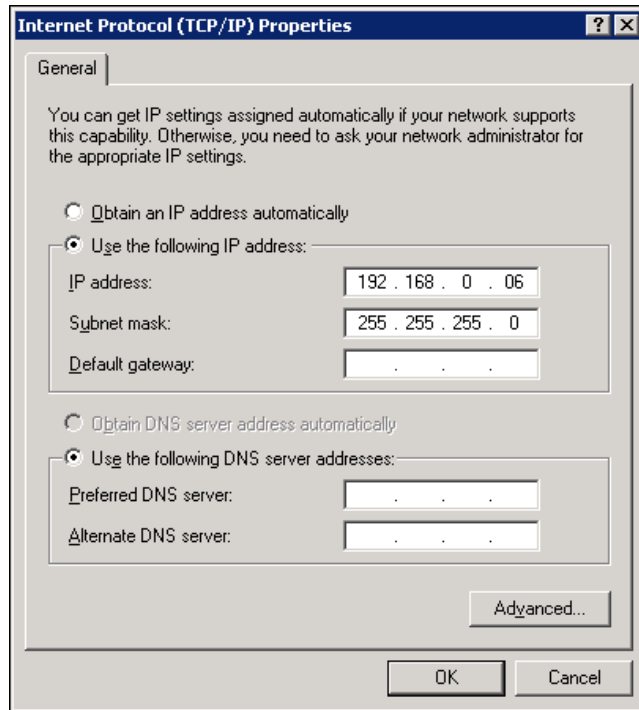 Internet Protocol (TCP/IP) Properties
General
You can get IP settings assigned automatically if your network supports
this capability. Otherwise, you need to ask your network administrator for
the appropriate IP settings.
Obtain an IP address automatically
Use the following IP address:
IP address: 192 . 168 . 0 . 06
Subnet mask: 255 . 255 . 255 . 0
Default gateway: . . .
Obtain DNS server address automatically
Use the following DNS server addresses:
Preferred DNS server: . . .
Alternate DNS server: . . .
Advanced...
OK Cancel